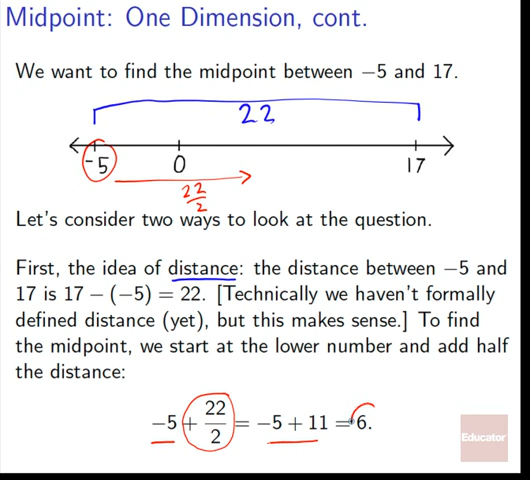 Midpoint: One Dimension, cont.
We want to find the midpoint between −5 and 17.
22
−5 0 17
22/2
Let's consider two ways to look at the question.
First, the idea of distance: the distance between −5 and
17 is 17 − (−5) = 22. [Technically we haven't formally
defined distance (yet), but this makes sense.] To find
the midpoint, we start at the lower number and add half
the distance:
−5 + 22/2 = −5 + 11 = 6.
Educator